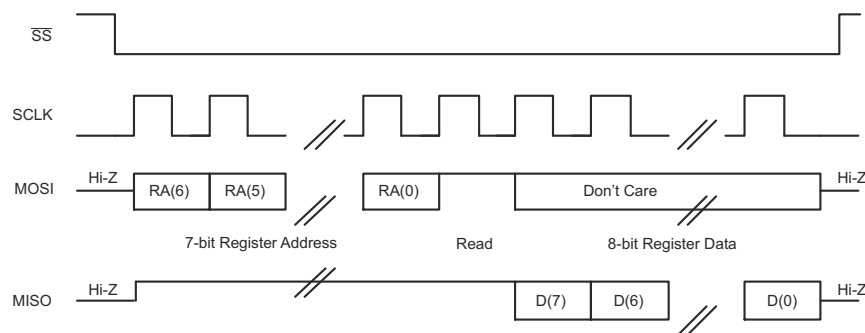 SS
SCLK
Hi-Z RA(6) RA(5) RA(0) Don't Care Hi-Z
MOSI
7-bit Register Address Read 8-bit Register Data
Hi-Z D(7) D(6) D(0) Hi-Z
MISO